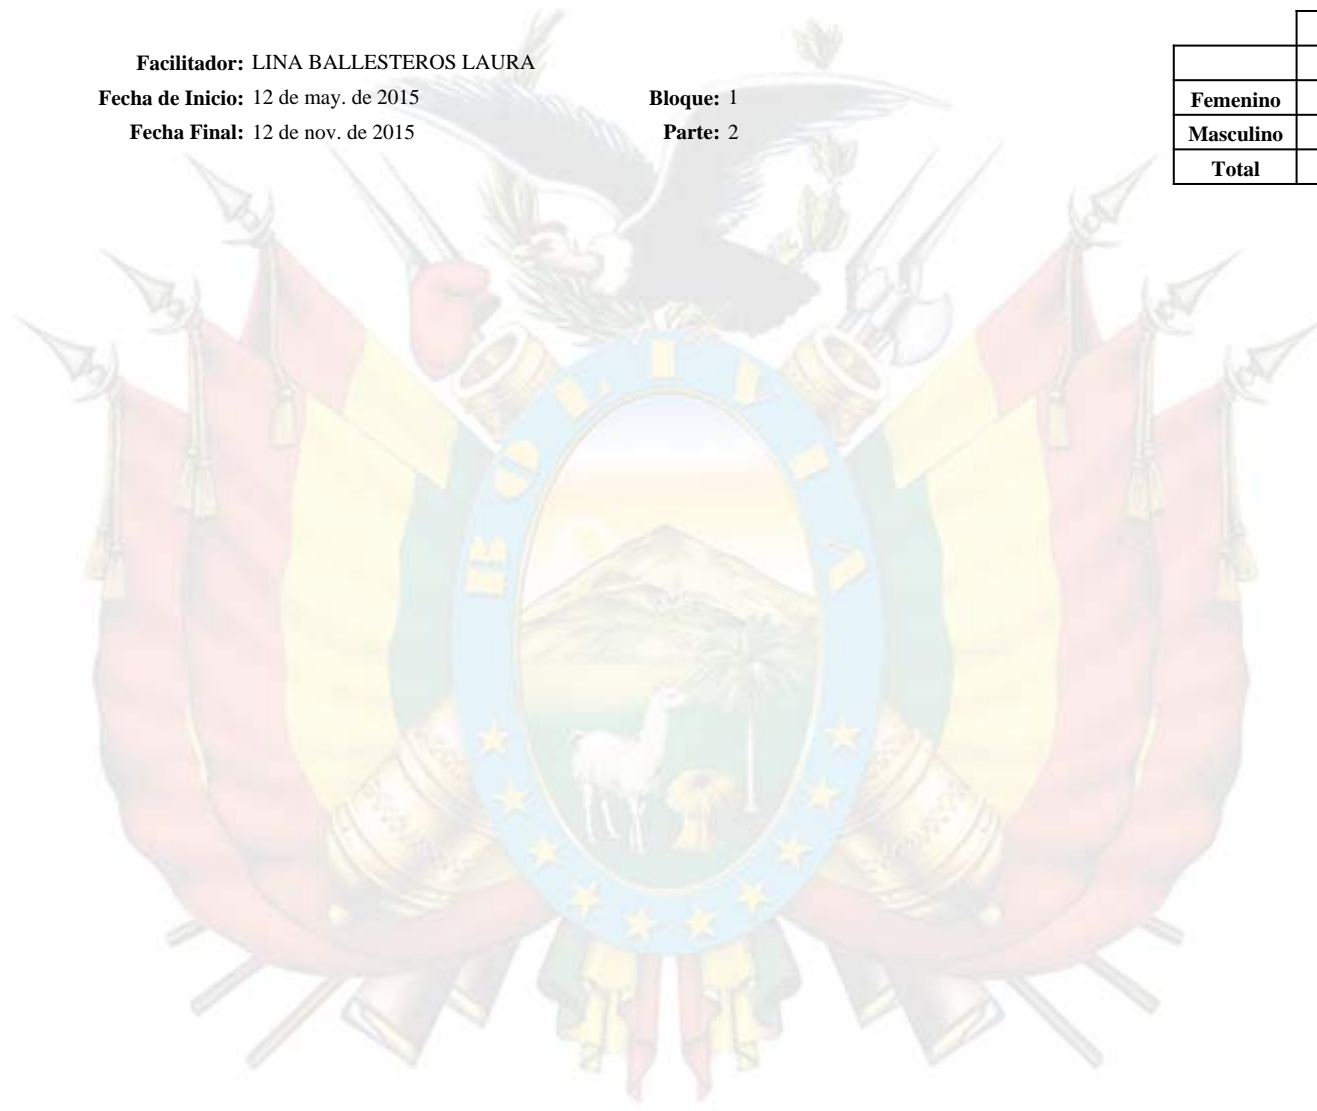 Facilitador: LINA BALLESTEROS LAURA
Fecha de Inicio: 12 de may. de 2015 Bloque: 1
Fecha Final: 12 de nov. de 2015 Parte: 2
Femenino
Masculino
Total
BOLIVIA